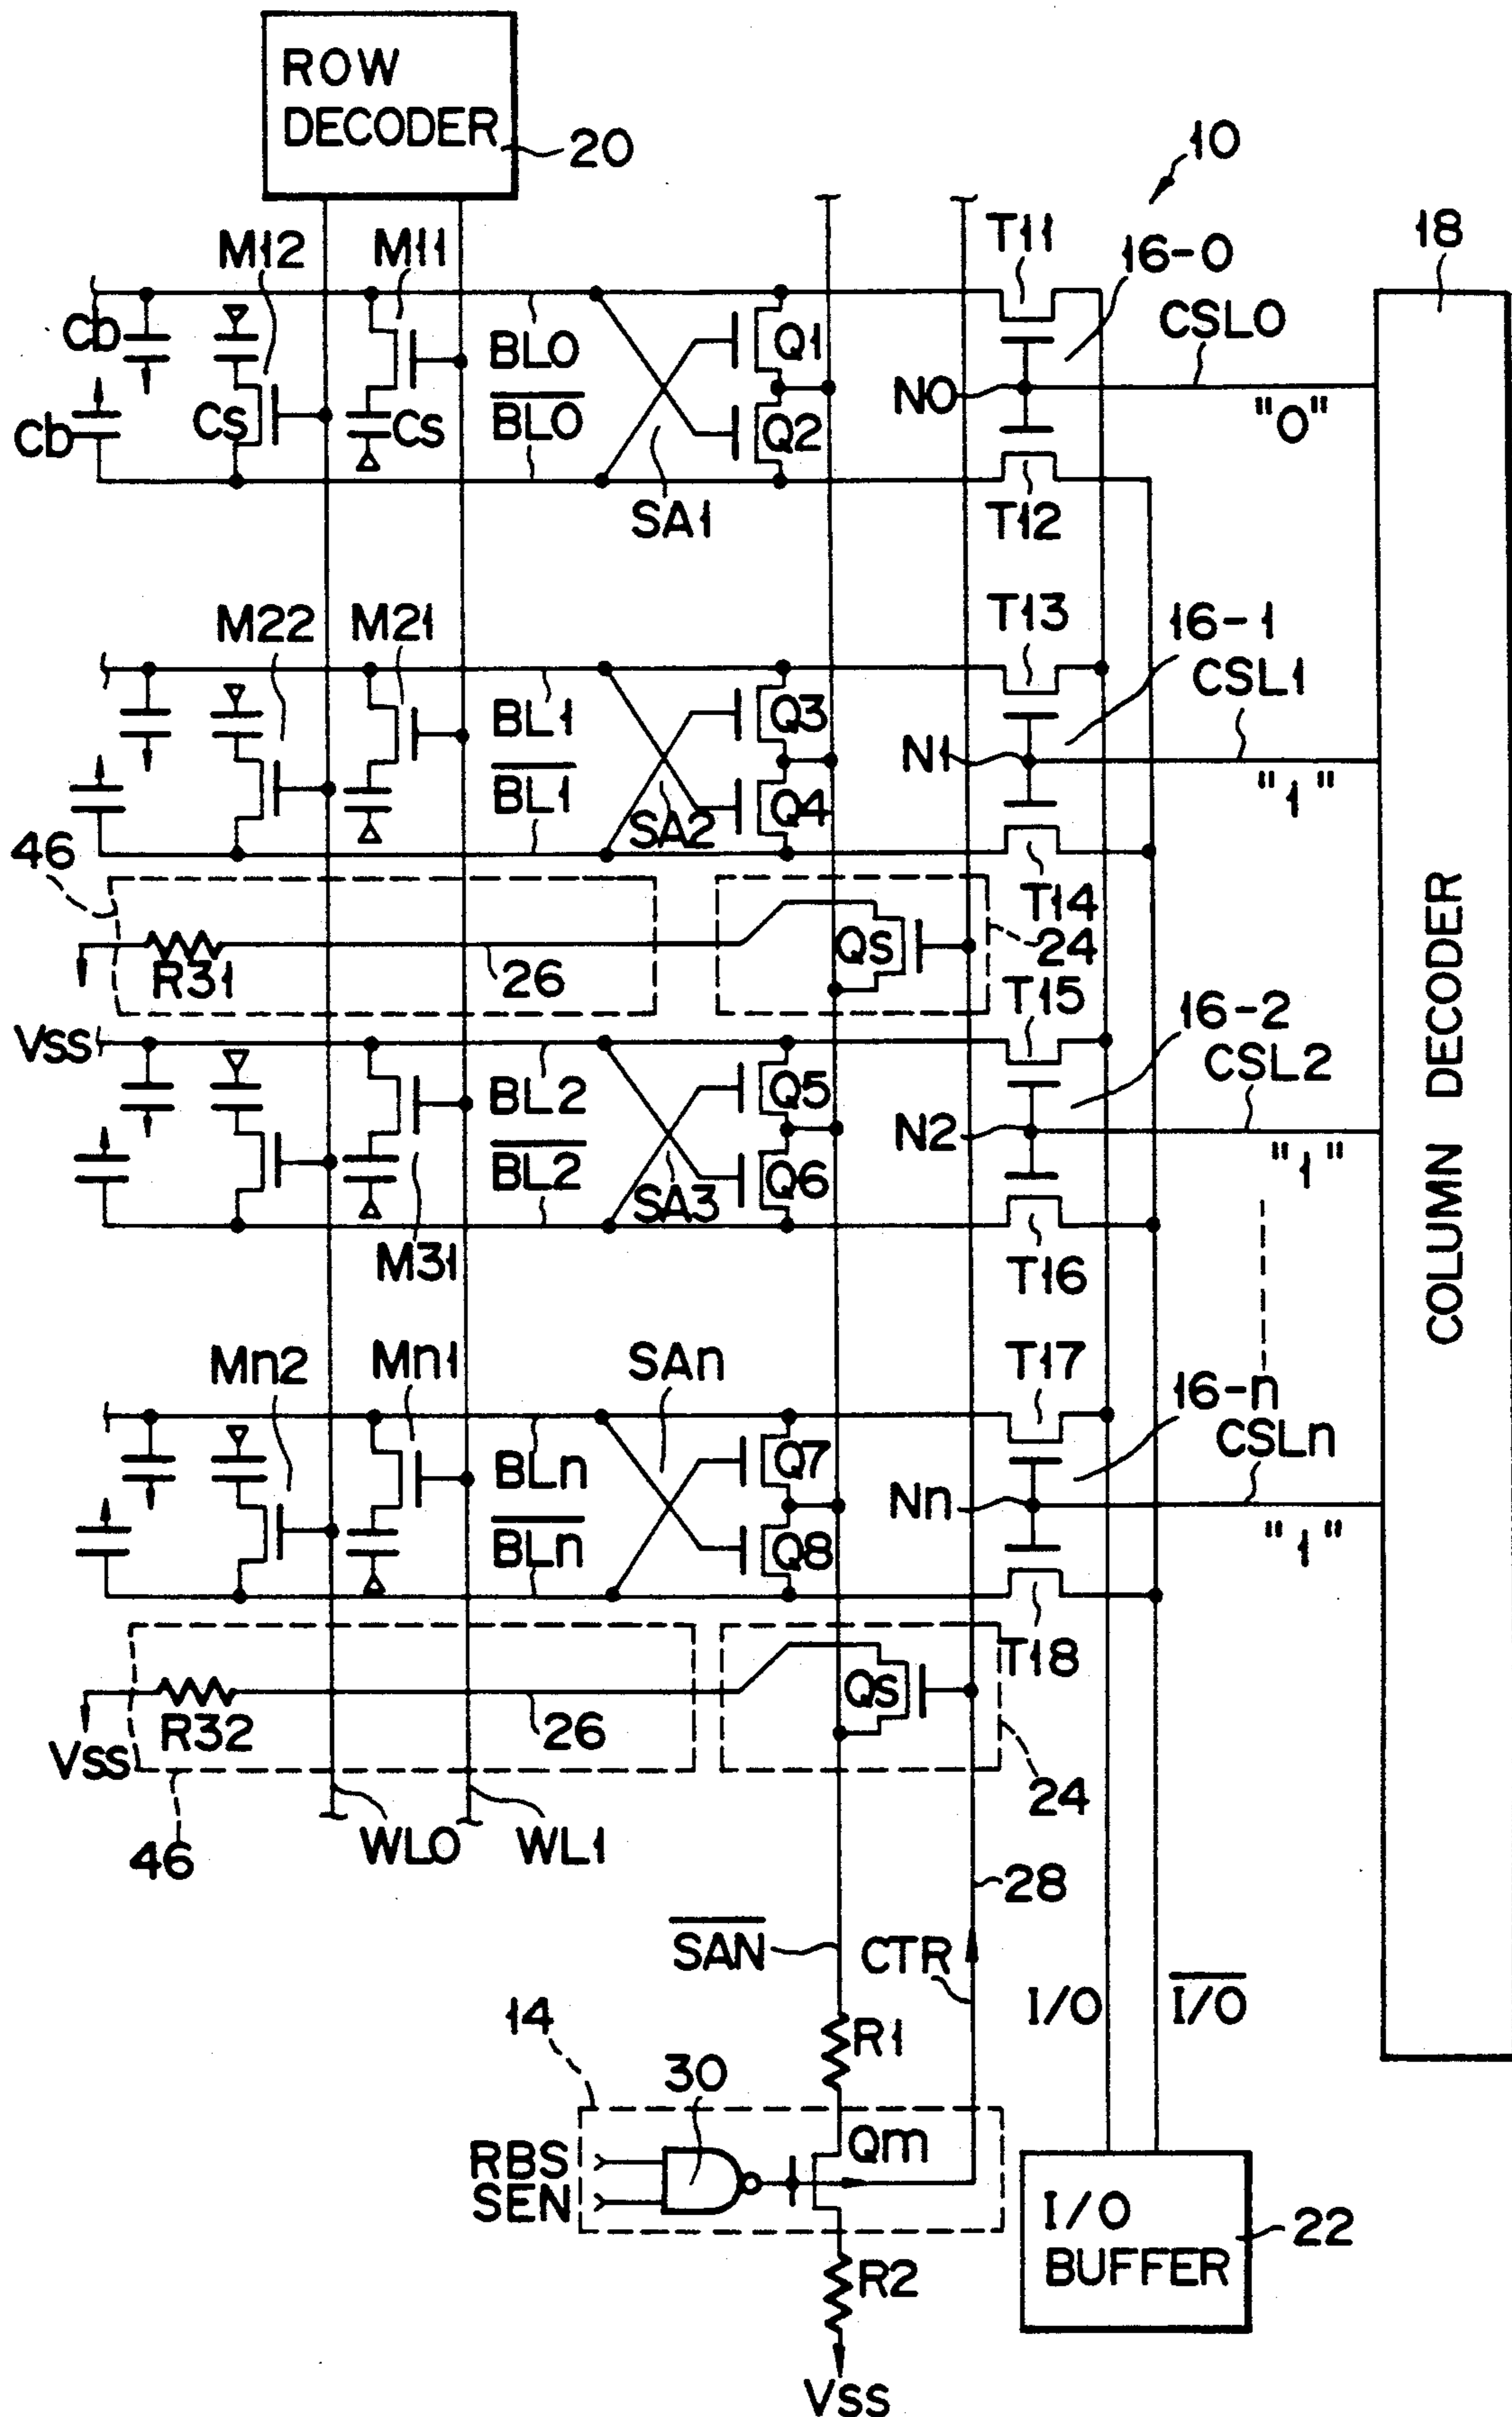 ROW
DECODER
20
10
M12
M11
T11
16-0
18
Cb
BL0
Q1
CSL0
N0
"0"
Cb
Cs
Cs
BL0
Q2
SA1
T12
M22
M21
T13
16-1
CSL1
BL1
Q3
N1
"1"
BL1
Q4
SA2
46
T14
24
QS
R31
26
T15
VSS
16-2
CSL2
BL2
Q5
N2
"1"
BL2
Q6
SA3
M31
T16
COLUMN DECODER
Mn2
Mn1
SAn
T17
16-n
CSLn
BLn
Q7
Nn
"1"
BLn
Q8
T18
QS
R32
26
VSS
24
46
WL0
WL1
28
SAN
CTR
I/O
I/O
14
R1
30
RBS
SEN
Qm
I/O
BUFFER
22
R2
VSS